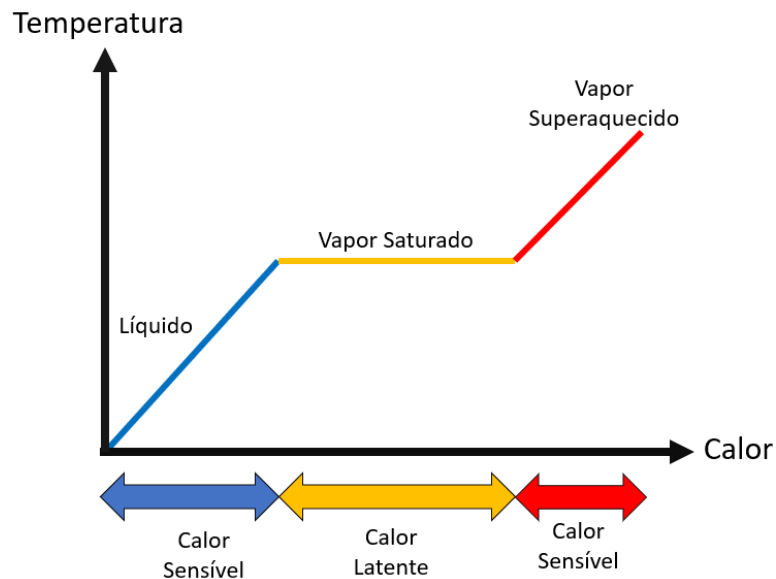 Temperatura
Vapor
Superaquecido
Vapor Saturado
Líquido
Calor
Calor
Sensível
Calor
Latente
Calor
Sensível